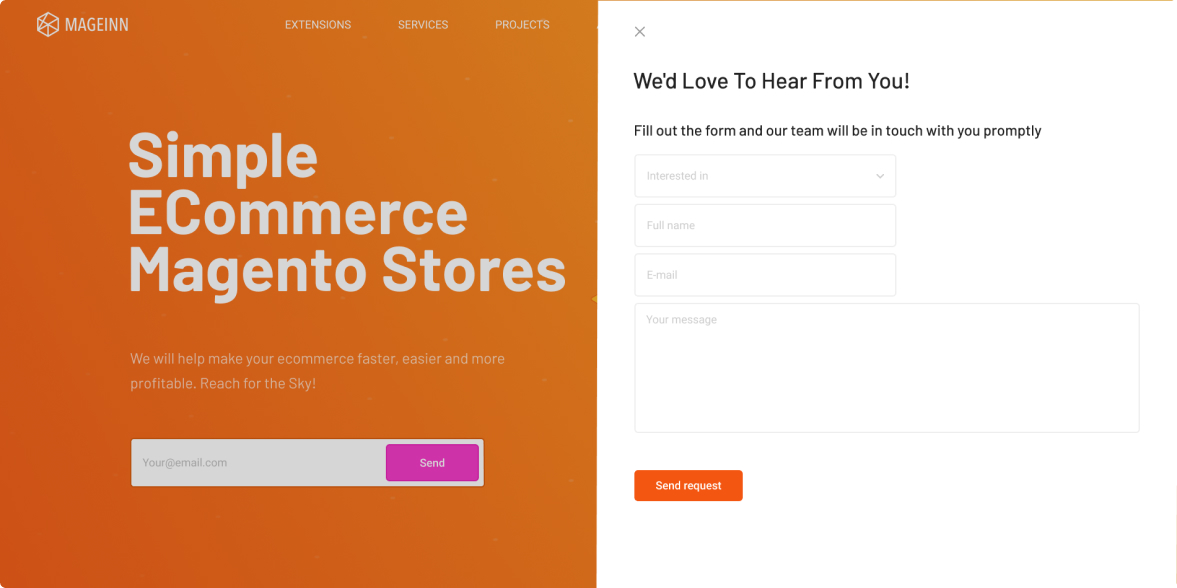 MAGEINN
EXTENSIONS
SERVICES
PROJECTS
Simple
ECommerce
Magento Stores
We will help make your ecommerce faster, easier and more
profitable. Reach for the Sky!
Your@email.com
Send
We'd Love To Hear From You!
Fill out the form and our team will be in touch with you promptly
Interested in
Full name
E-mail
Your message
Send request